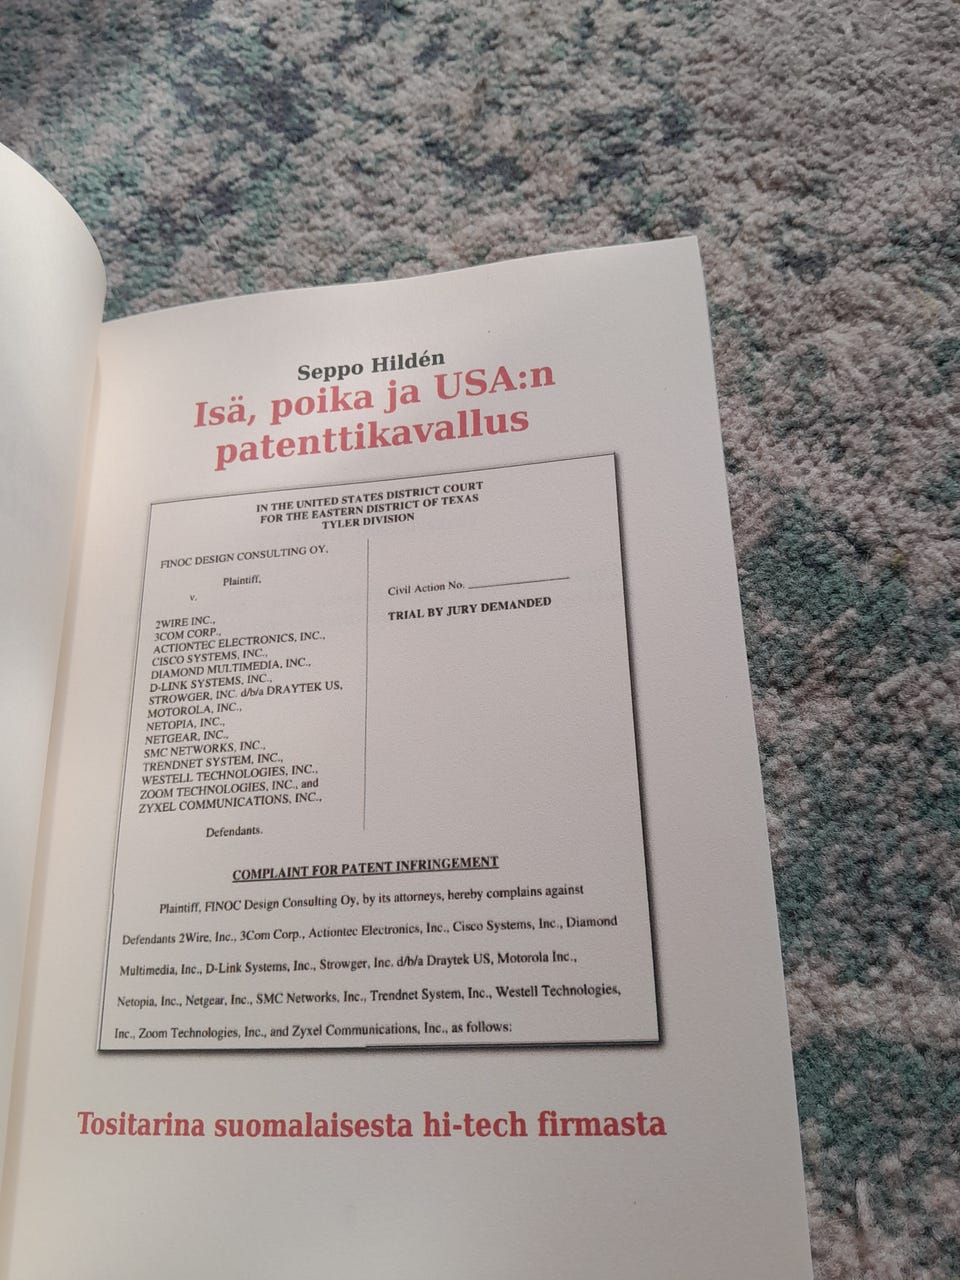 Seppo Hildén
Isä, poika ja USA:n
patenttikavallus
IN THE UNITED STATES DISTRICT COURT
FOR THE EASTERN DISTRICT OF TEXAS
TYLER DIVISION
FINOC DESIGN CONSULTING OY,
Plaintiff,
v.
2WIRE INC.,
3COM CORP.,
ACTIONTEC ELECTRONICS, INC.,
CISCO SYSTEMS, INC.,
DIAMOND MULTIMEDIA, INC.,
D-LINK SYSTEMS, INC.,
STROWGER, INC. d/b/a DRAYTEK US,
MOTOROLA, INC.,
NETOPIA, INC.,
NETGEAR, INC.,
SMC NETWORKS, INC.,
TRENDNET SYSTEM, INC.,
WESTELL TECHNOLOGIES, INC.,
ZOOM TECHNOLOGIES, INC., and
ZYXEL COMMUNICATIONS, INC.,
Defendants.
Civil Action No. ____________
TRIAL BY JURY DEMANDED
COMPLAINT FOR PATENT INFRINGEMENT
Plaintiff, FINOC Design Consulting Oy, by its attorneys, hereby complains against
Defendants 2Wire, Inc., 3Com Corp., Actiontec Electronics, Inc., Cisco Systems, Inc., Diamond
Multimedia, Inc., D-Link Systems, Inc., Strowger, Inc. d/b/a Draytek US, Motorola Inc.,
Netopia, Inc., Netgear, Inc., SMC Networks, Inc., Trendnet System, Inc., Westell Technologies,
Inc., Zoom Technologies, Inc., and Zyxel Communications, Inc., as follows:
Tositarina suomalaisesta hi-tech firmasta